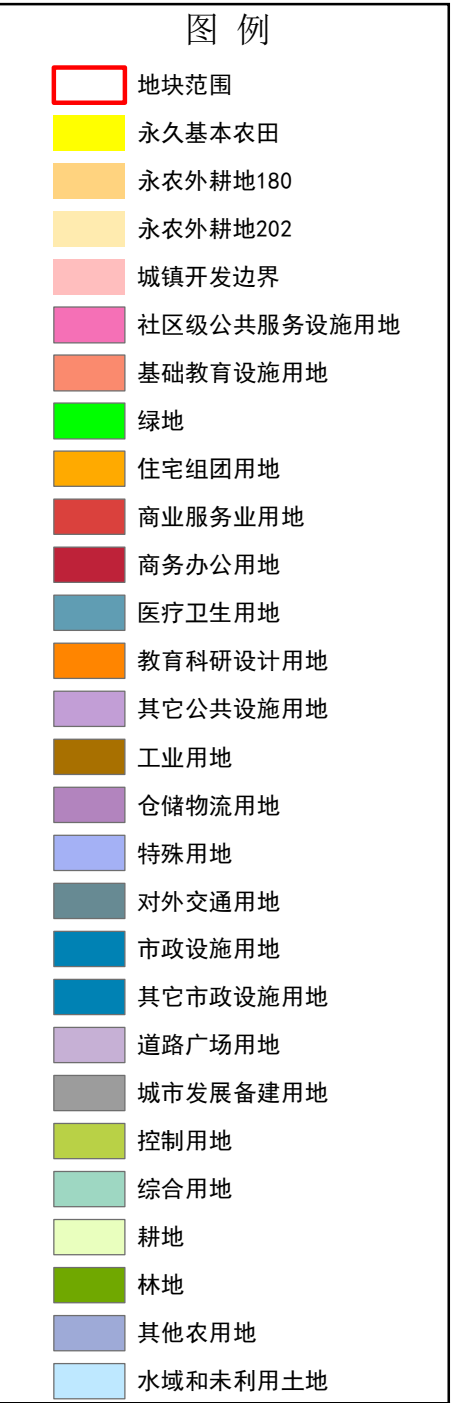 图 例
地块范围
永久基本农田
永农外耕地180
永农外耕地202
城镇开发边界
社区级公共服务设施用地
基础教育设施用地
绿地
住宅组团用地
商业服务业用地
商务办公用地
医疗卫生用地
教育科研设计用地
其它公共设施用地
工业用地
仓储物流用地
特殊用地
对外交通用地
市政设施用地
其它市政设施用地
道路广场用地
城市发展备建用地
控制用地
综合用地
耕地
林地
其他农用地
水域和未利用土地